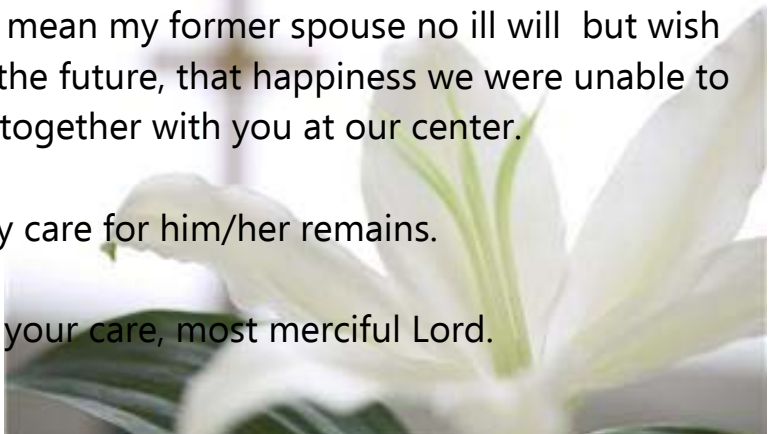 mean my former spouse no ill will but wish
the future, that happiness we were unable to
together with you at our center.
y care for him/her remains.
your care, most merciful Lord.